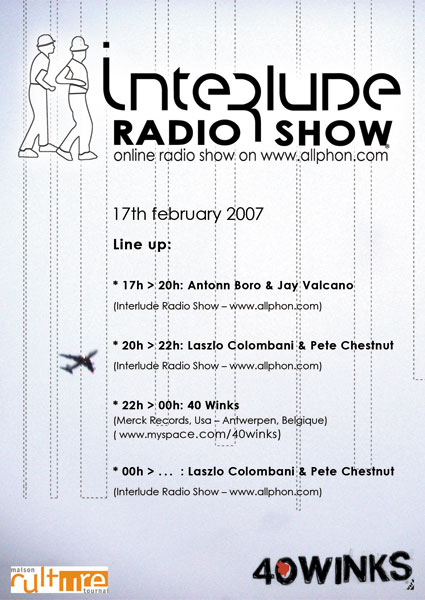 interlude
RADIO SHOW
online radio show on www.allphon.com
17th february 2007
Line up:
* 17h > 20h: Antonn Boro & Jay Valcano
(Interlude Radio Show – www.allphon.com)
* 20h > 22h: Laszlo Colombani & Pete Chestnut
(Interlude Radio Show – www.allphon.com)
* 22h > 00h: 40 Winks
(Merck Records, Usa – Antwerpen, Belgique)
( www.myspace.com/40winks)
* 00h > ... : Laszlo Colombani & Pete Chestnut
(Interlude Radio Show – www.allphon.com)
maison
culture
tournai
40WINKS